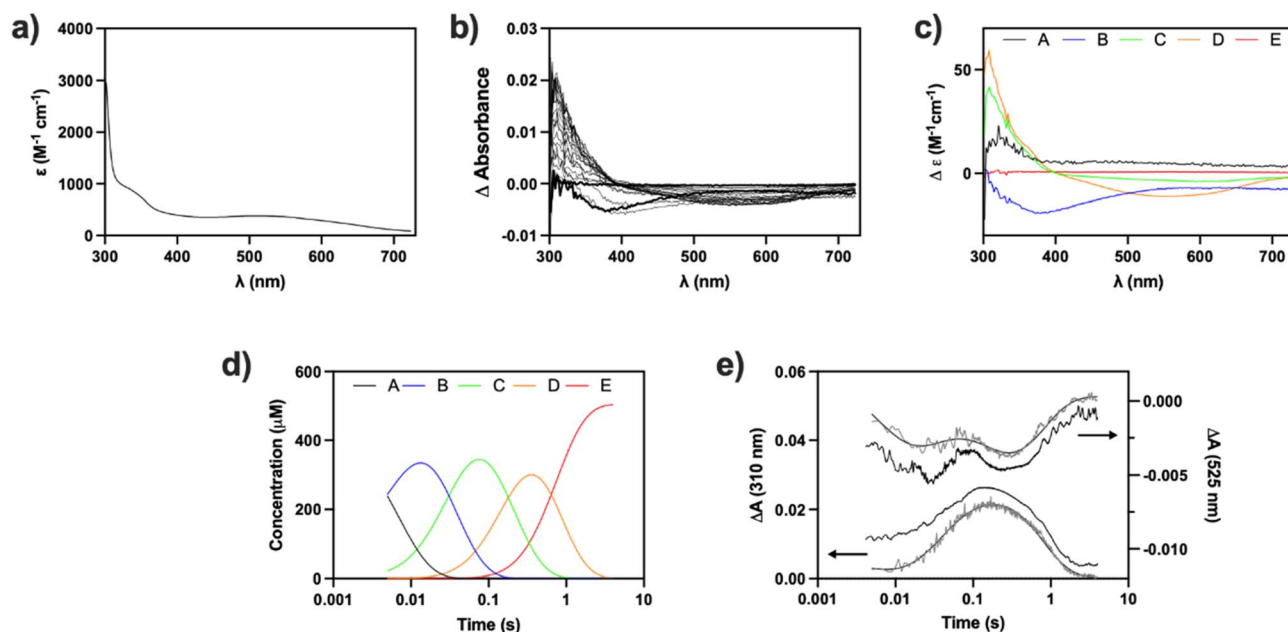 a)
4000
3000
2000
1000
0
300 400 500 600 700
ε (M⁻¹ cm⁻¹)
λ (nm)
b)
0.03
0.02
0.01
0.00
-0.01
300 400 500 600 700
Δ Absorbance
λ (nm)
c)
A B C D E
50
0
300 400 500 600 700
Δ ε (M⁻¹cm⁻¹)
λ (nm)
d)
A B C D E
600
400
200
0
0.001 0.01 0.1 1 10
Concentration (μM)
Time (s)
e)
0.06
0.04
0.02
0.00
0.001 0.01 0.1 1 10
ΔA (310 nm)
Time (s)
0.000
-0.005
-0.010
ΔA (525 nm)